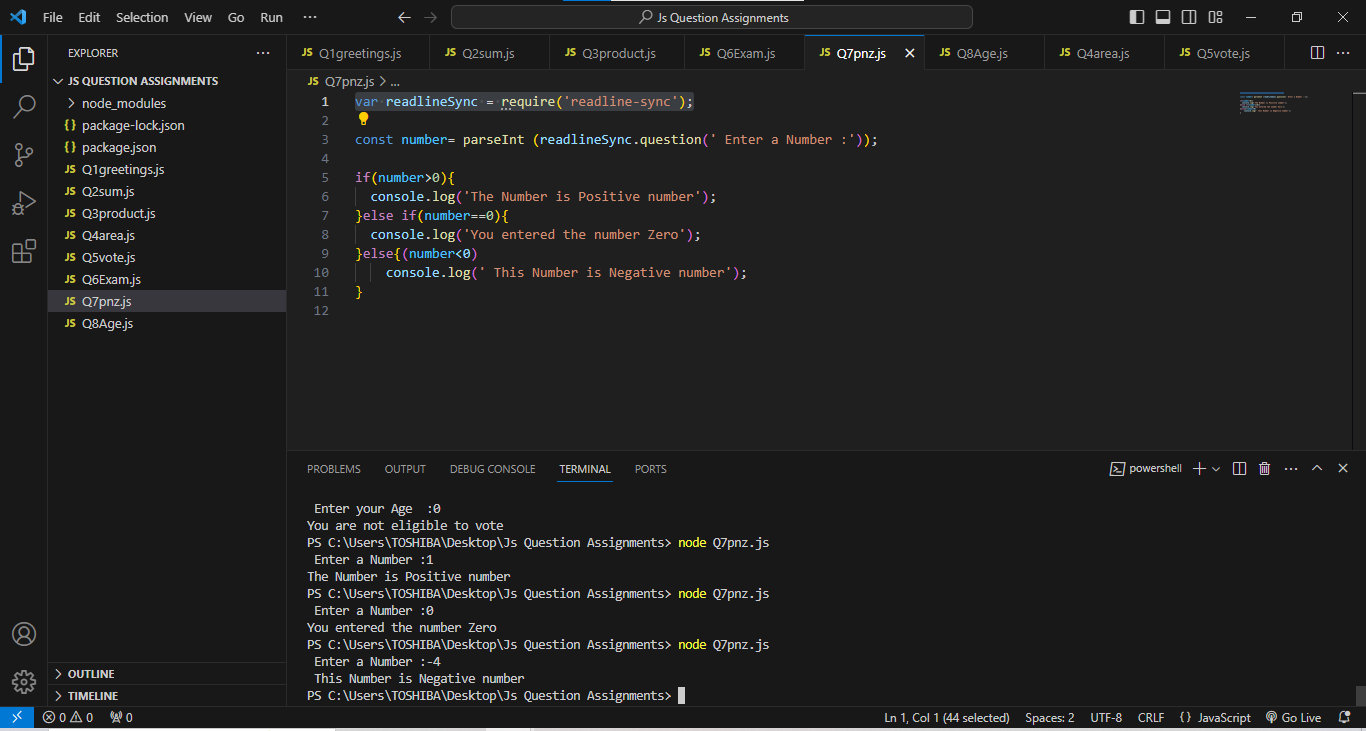 File Edit Selection View Go Run ··· Js Question Assignments
EXPLORER ···
JS QUESTION ASSIGNMENTS
node_modules
{} package-lock.json
{} package.json
JS Q1greetings.js
JS Q2sum.js
JS Q3product.js
JS Q4area.js
JS Q5vote.js
JS Q6Exam.js
JS Q7pnz.js
JS Q8Age.js
OUTLINE
TIMELINE
JS Q1greetings.js JS Q2sum.js JS Q3product.js JS Q6Exam.js JS Q7pnz.js JS Q8Age.js JS Q4area.js JS Q5vote.js ···
JS Q7pnz.js > ...
1 var readlineSync = require('readline-sync');
2
3 const number= parseInt (readlineSync.question(' Enter a Number :'));
4
5 if(number>0){
6 console.log('The Number is Positive number');
7 }else if(number==0){
8 console.log('You entered the number Zero');
9 }else{(number<0)
10 console.log(' This Number is Negative number');
11 }
12
PROBLEMS OUTPUT DEBUG CONSOLE TERMINAL PORTS powershell ···
Enter your Age :0
You are not eligible to vote
PS C:\Users\TOSHIBA\Desktop\Js Question Assignments> node Q7pnz.js
Enter a Number :1
The Number is Positive number
PS C:\Users\TOSHIBA\Desktop\Js Question Assignments> node Q7pnz.js
Enter a Number :0
You entered the number Zero
PS C:\Users\TOSHIBA\Desktop\Js Question Assignments> node Q7pnz.js
Enter a Number :-4
This Number is Negative number
PS C:\Users\TOSHIBA\Desktop\Js Question Assignments>
0 0 0 Ln 1, Col 1 (44 selected) Spaces: 2 UTF-8 CRLF {} JavaScript Go Live